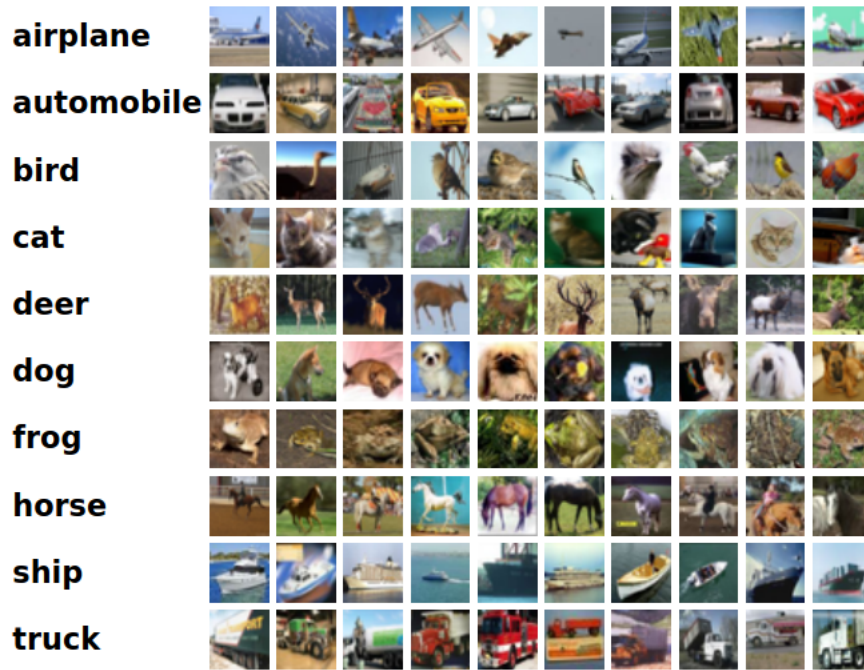 airplane
automobile
bird
cat
deer
dog
frog
horse
ship
truck